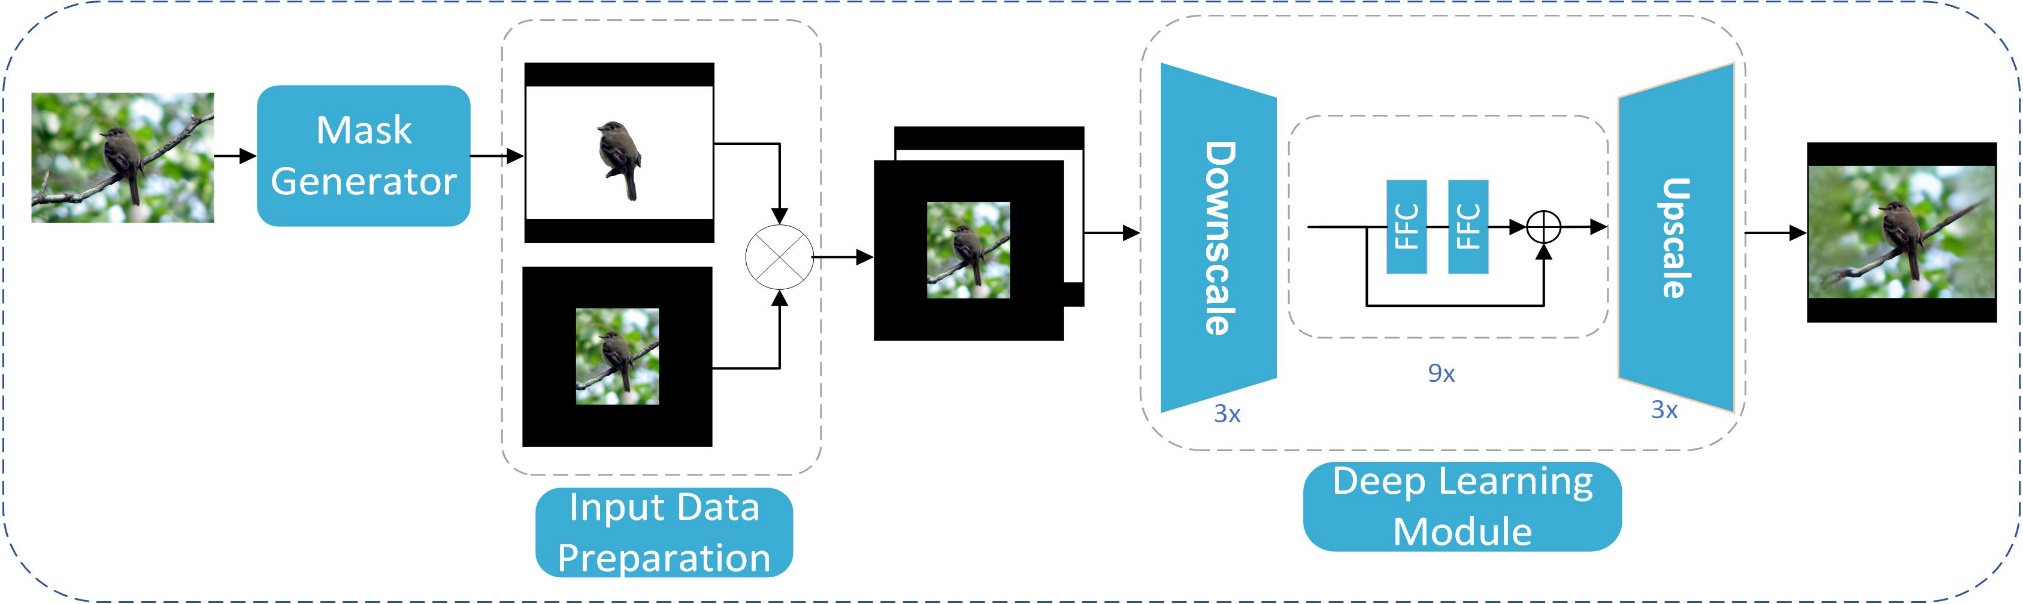 Mask
Generator
Input Data
Preparation
Downscale
3x
FFC
FFC
9x
Upscale
3x
Deep Learning
Module